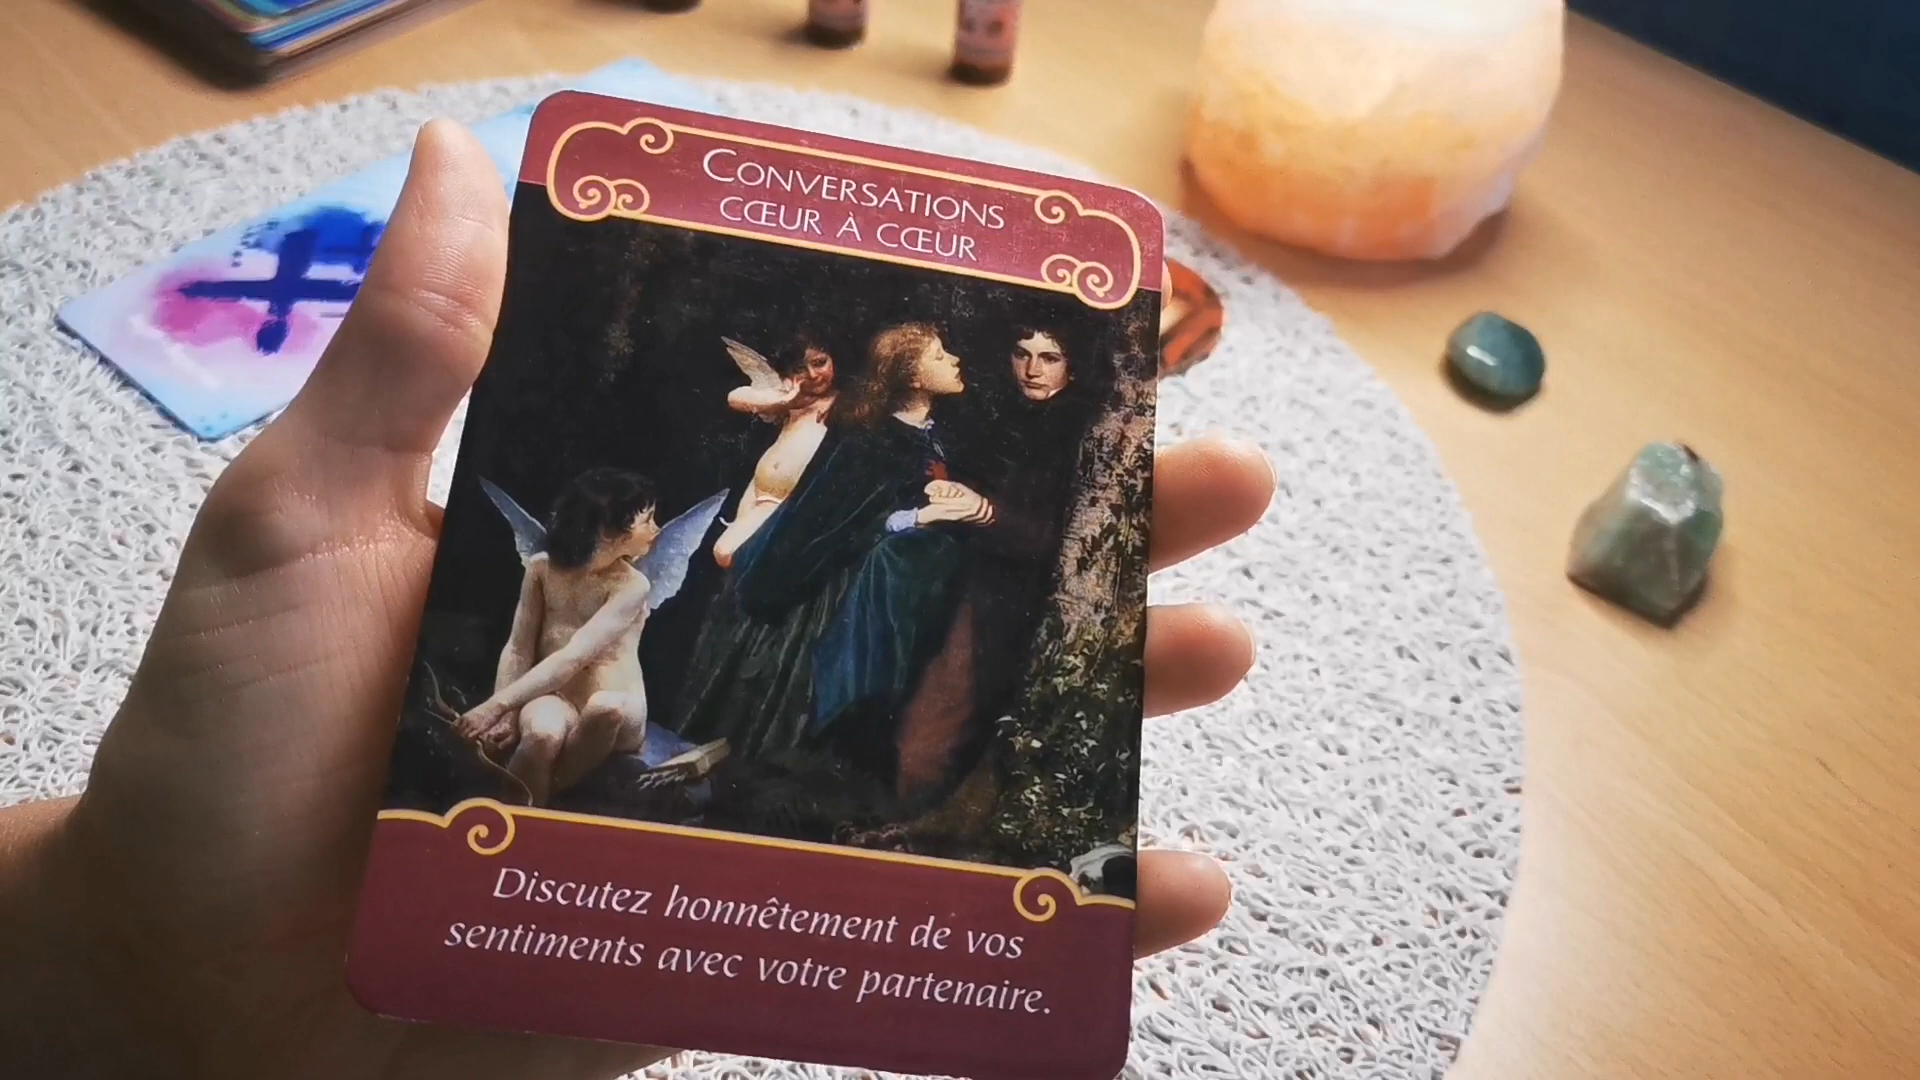 CONVERSATIONS
CŒUR À CŒUR
Discutez honnêtement de vos
sentiments avec votre partenaire.